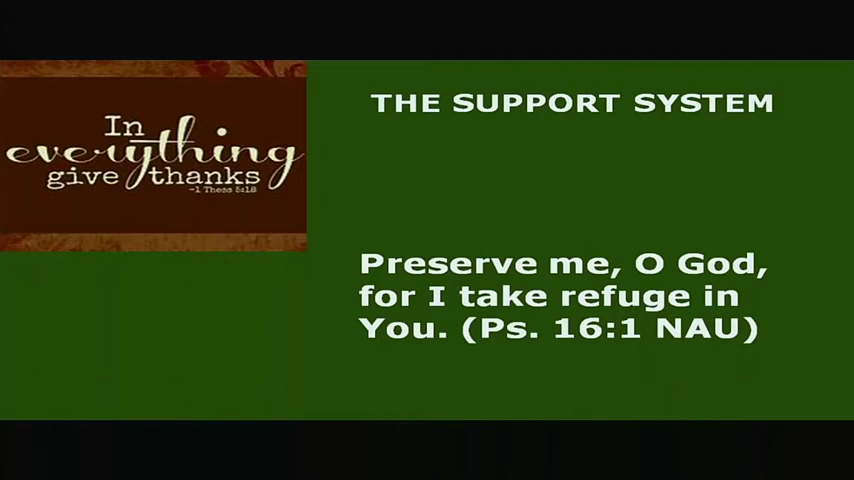 In
everything
give thanks
-1 Thess 5:18
THE SUPPORT SYSTEM
Preserve me, O God,
for I take refuge in
You. (Ps. 16:1 NAU)